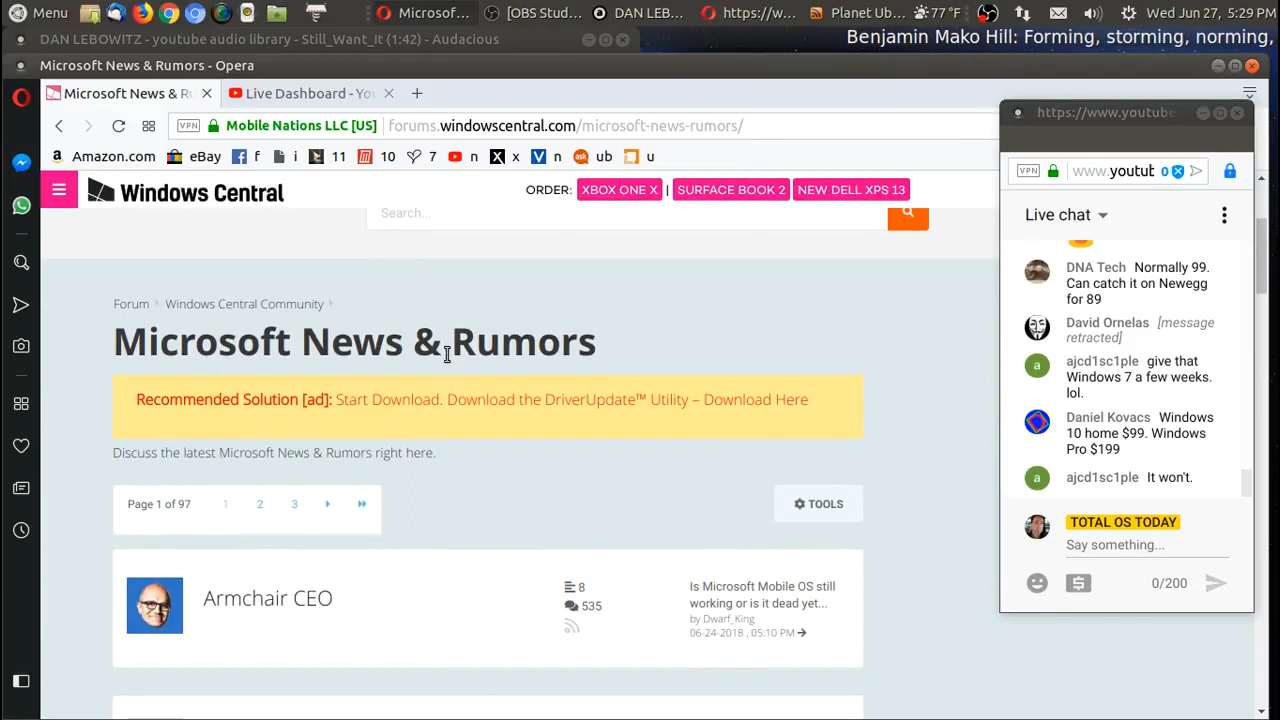 Menu
Microsof...
[OBS Stud...
DAN LEB...
https://w...
Planet Ub...
77 °F
Wed Jun 27, 5:29 PM
DAN LEBOWITZ - youtube audio library - Still_Want_It (1:42) - Audacious
Benjamin Mako Hill: Forming, storming, norming,
Microsoft News & Rumors - Opera
Microsoft News & Ru
Live Dashboard - You
VPN
Mobile Nations LLC [US]
forums.windowscentral.com/microsoft-news-rumors/
Amazon.com
eBay
f
i
11
10
7
n
x
n
ub
u
Windows Central
ORDER:
XBOX ONE X
|
SURFACE BOOK 2
NEW DELL XPS 13
Search...
Forum
Windows Central Community
Microsoft News & Rumors
Recommended Solution [ad]: Start Download. Download the DriverUpdate™ Utility – Download Here
Discuss the latest Microsoft News & Rumors right here.
Page 1 of 97
1
2
3
TOOLS
Armchair CEO
8
535
Is Microsoft Mobile OS still
working or is it dead yet...
by Dwarf_King
06-24-2018 , 05:10 PM
https://www.youtube
VPN
www.youtub
0
Live chat
DNA Tech Normally 99.
Can catch it on Newegg
for 89
David Ornelas [message
retracted]
ajcd1sc1ple give that
Windows 7 a few weeks.
lol.
Daniel Kovacs Windows
10 home $99. Windows
Pro $199
ajcd1sc1ple It won't.
TOTAL OS TODAY
Say something...
0/200